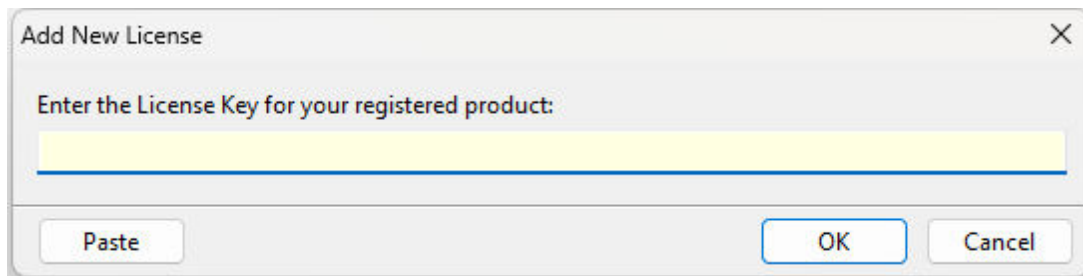 Add New License
Enter the License Key for your registered product:
Paste
OK
Cancel